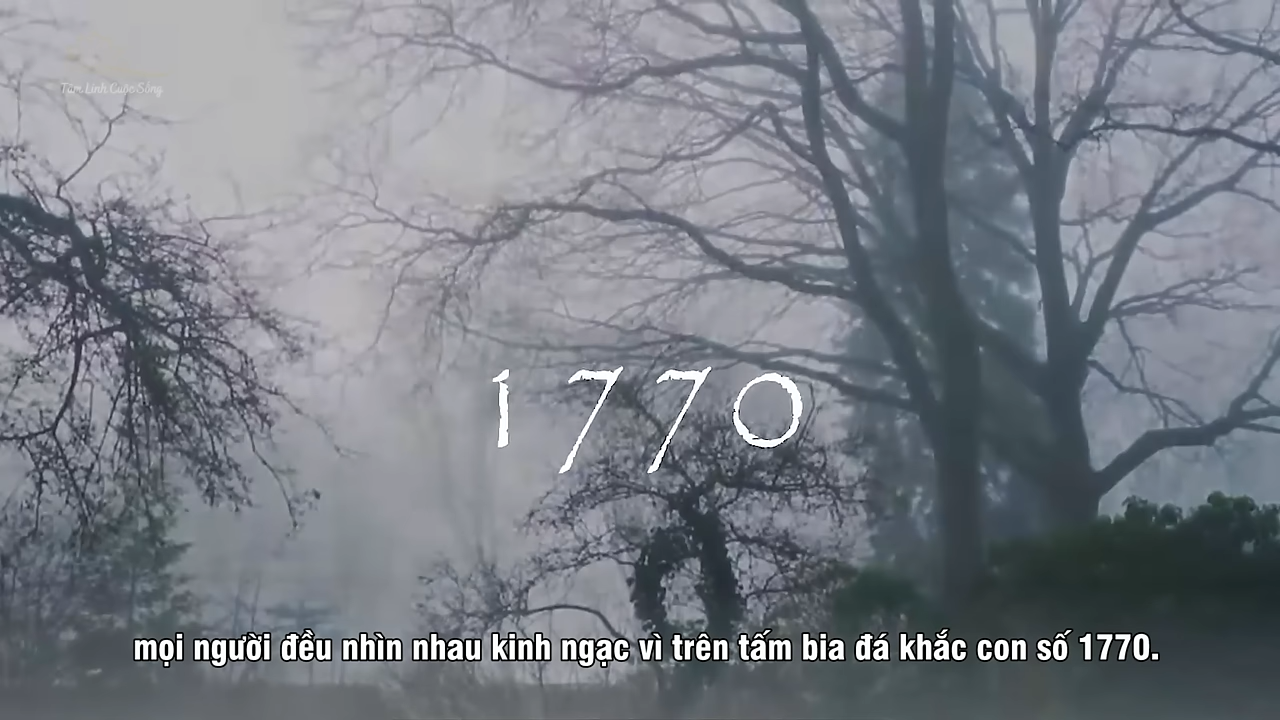 Tâm Linh Cuộc Sống
1770
mọi người đều nhìn nhau kinh ngạc vì trên tấm bia đá khắc con số 1770.